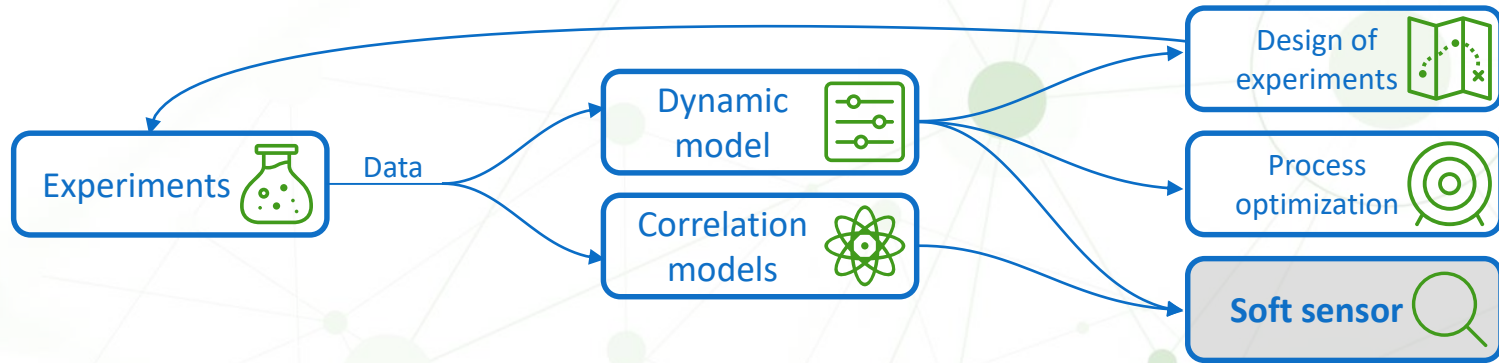 Experiments
Data
Dynamic
model
Correlation
models
Design of
experiments
Process
optimization
Soft sensor